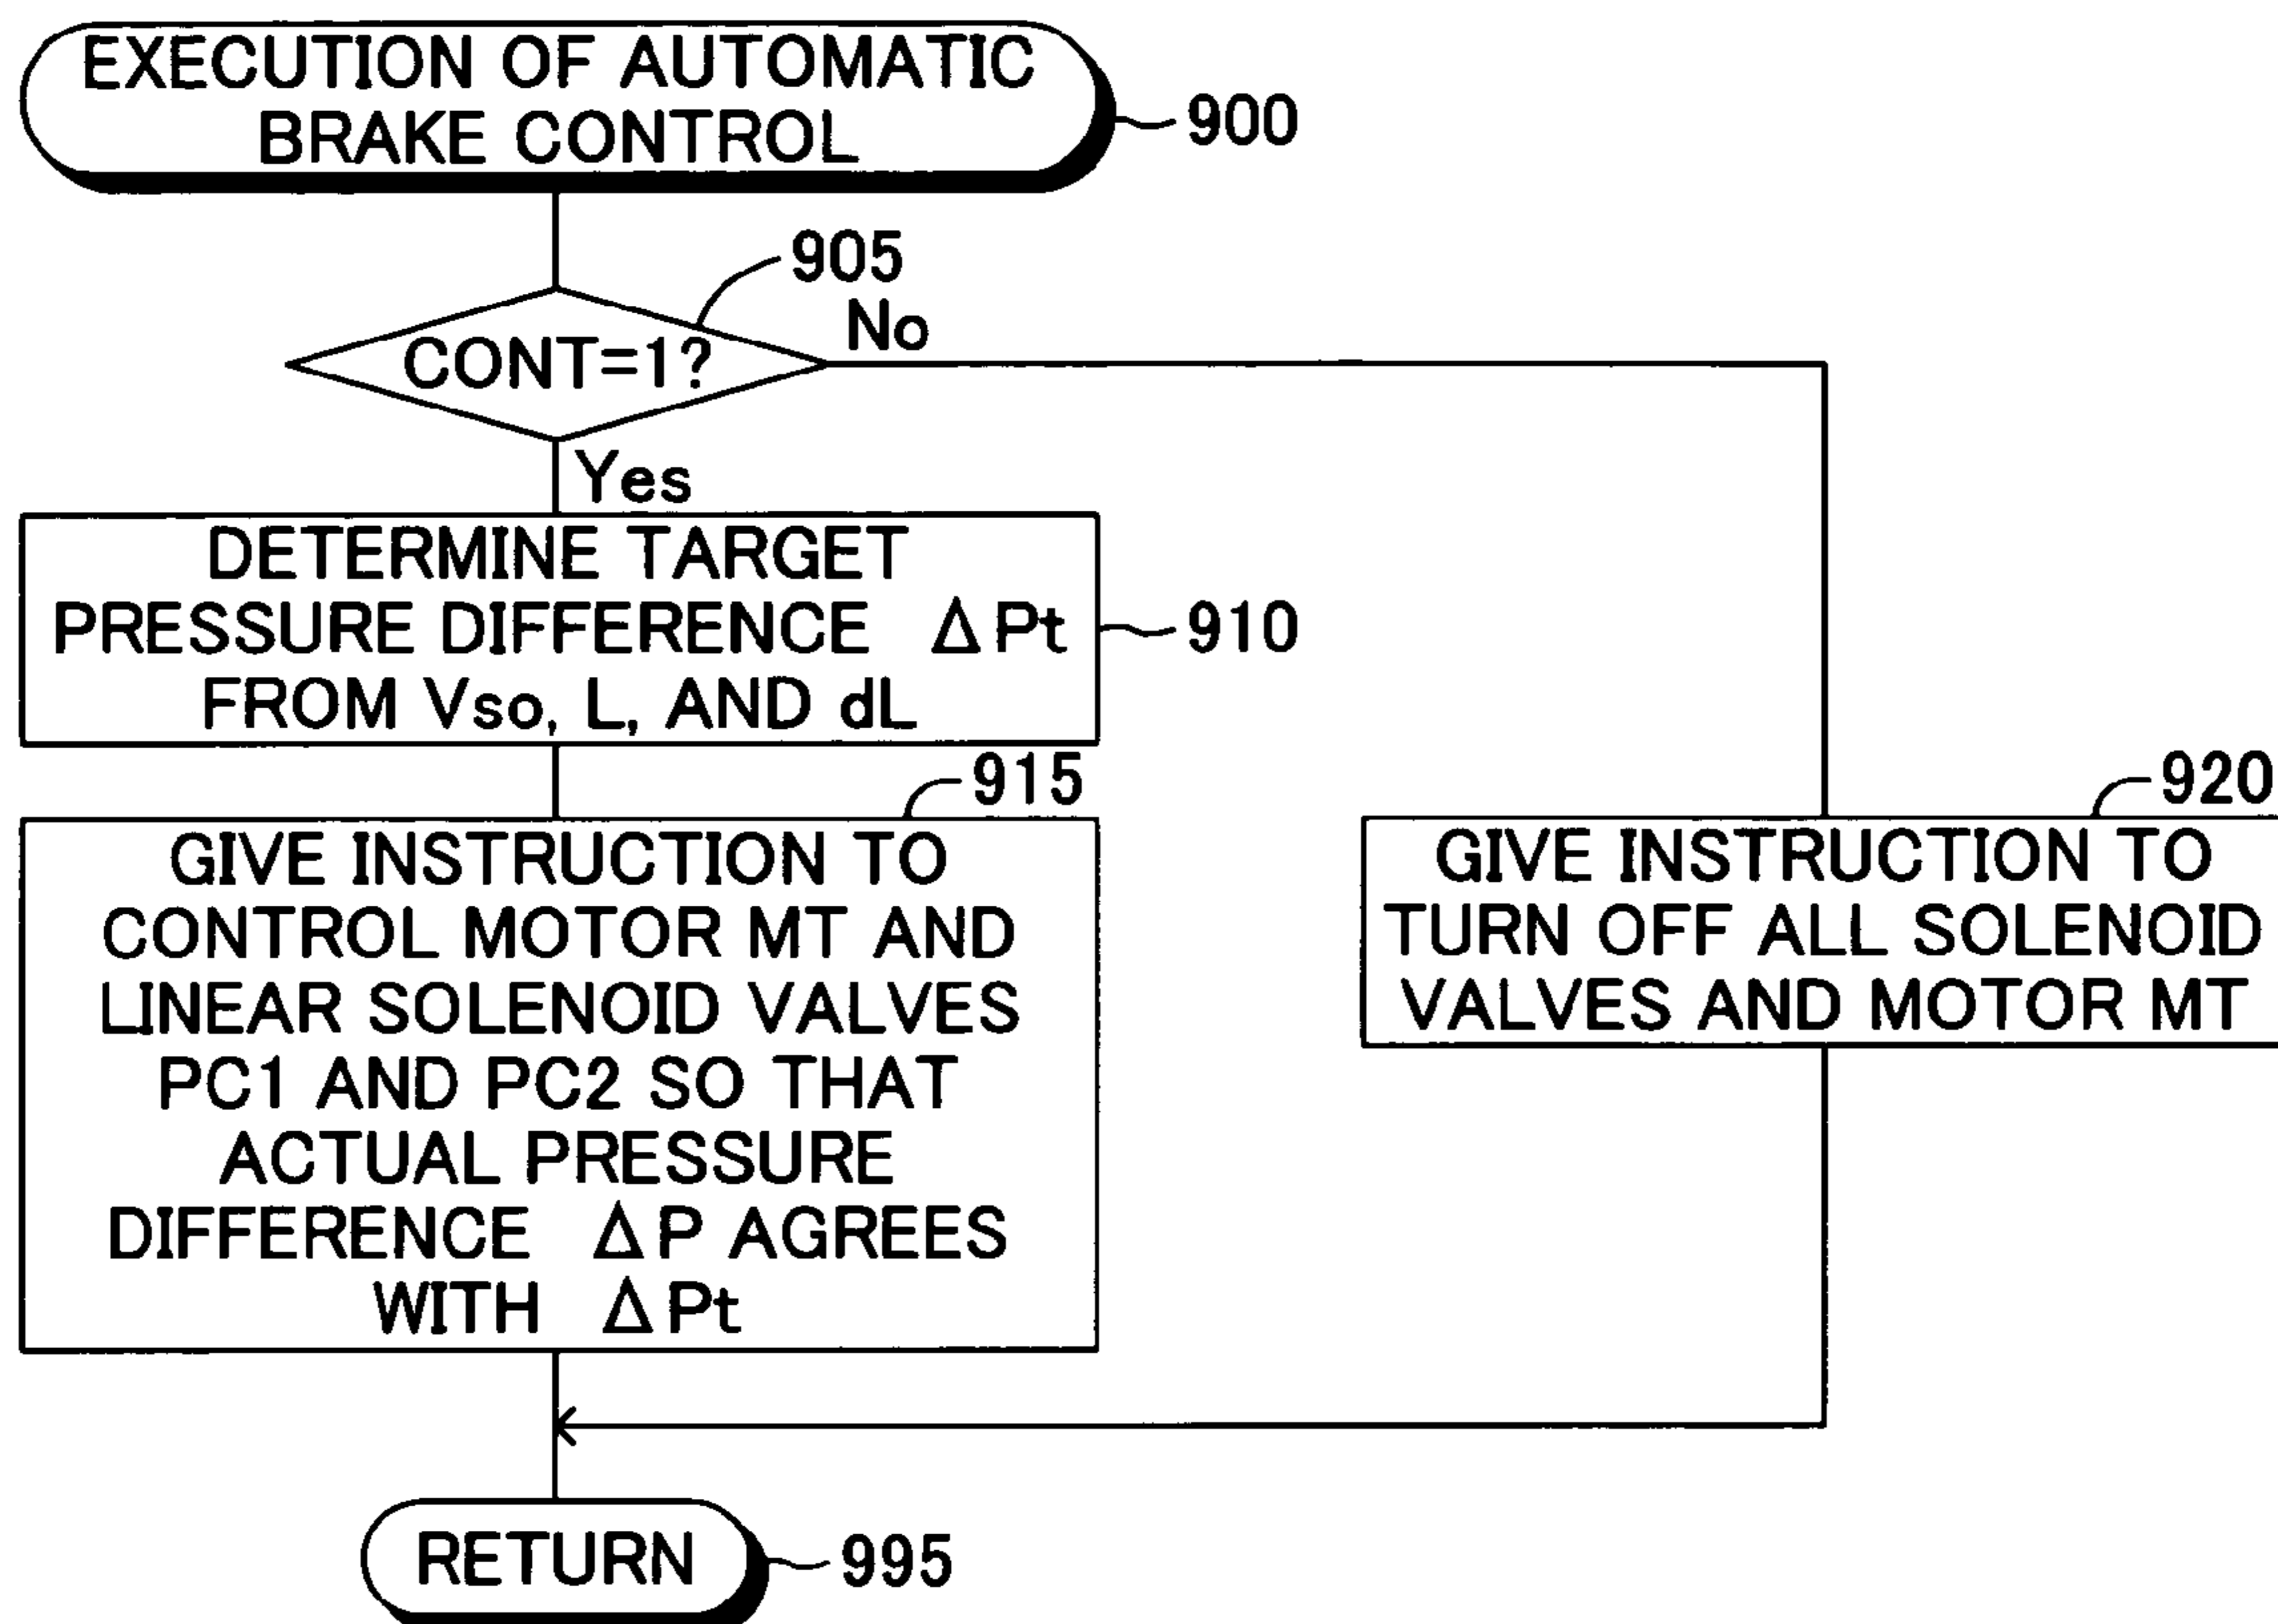 EXECUTION OF AUTOMATIC
BRAKE CONTROL
900
905
No
CONT=1?
Yes
DETERMINE TARGET
PRESSURE DIFFERENCE ΔPt
FROM Vso, L, AND dL
910
915
GIVE INSTRUCTION TO
CONTROL MOTOR MT AND
LINEAR SOLENOID VALVES
PC1 AND PC2 SO THAT
ACTUAL PRESSURE
DIFFERENCE ΔP AGREES
WITH ΔPt
920
GIVE INSTRUCTION TO
TURN OFF ALL SOLENOID
VALVES AND MOTOR MT
RETURN
995